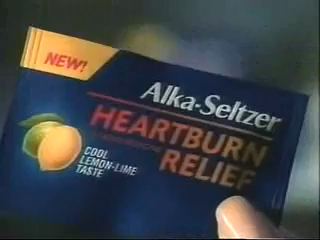 NEW!
Alka-Seltzer
HEARTBURN
RELIEF
COOL
LEMON-LIME
TASTE